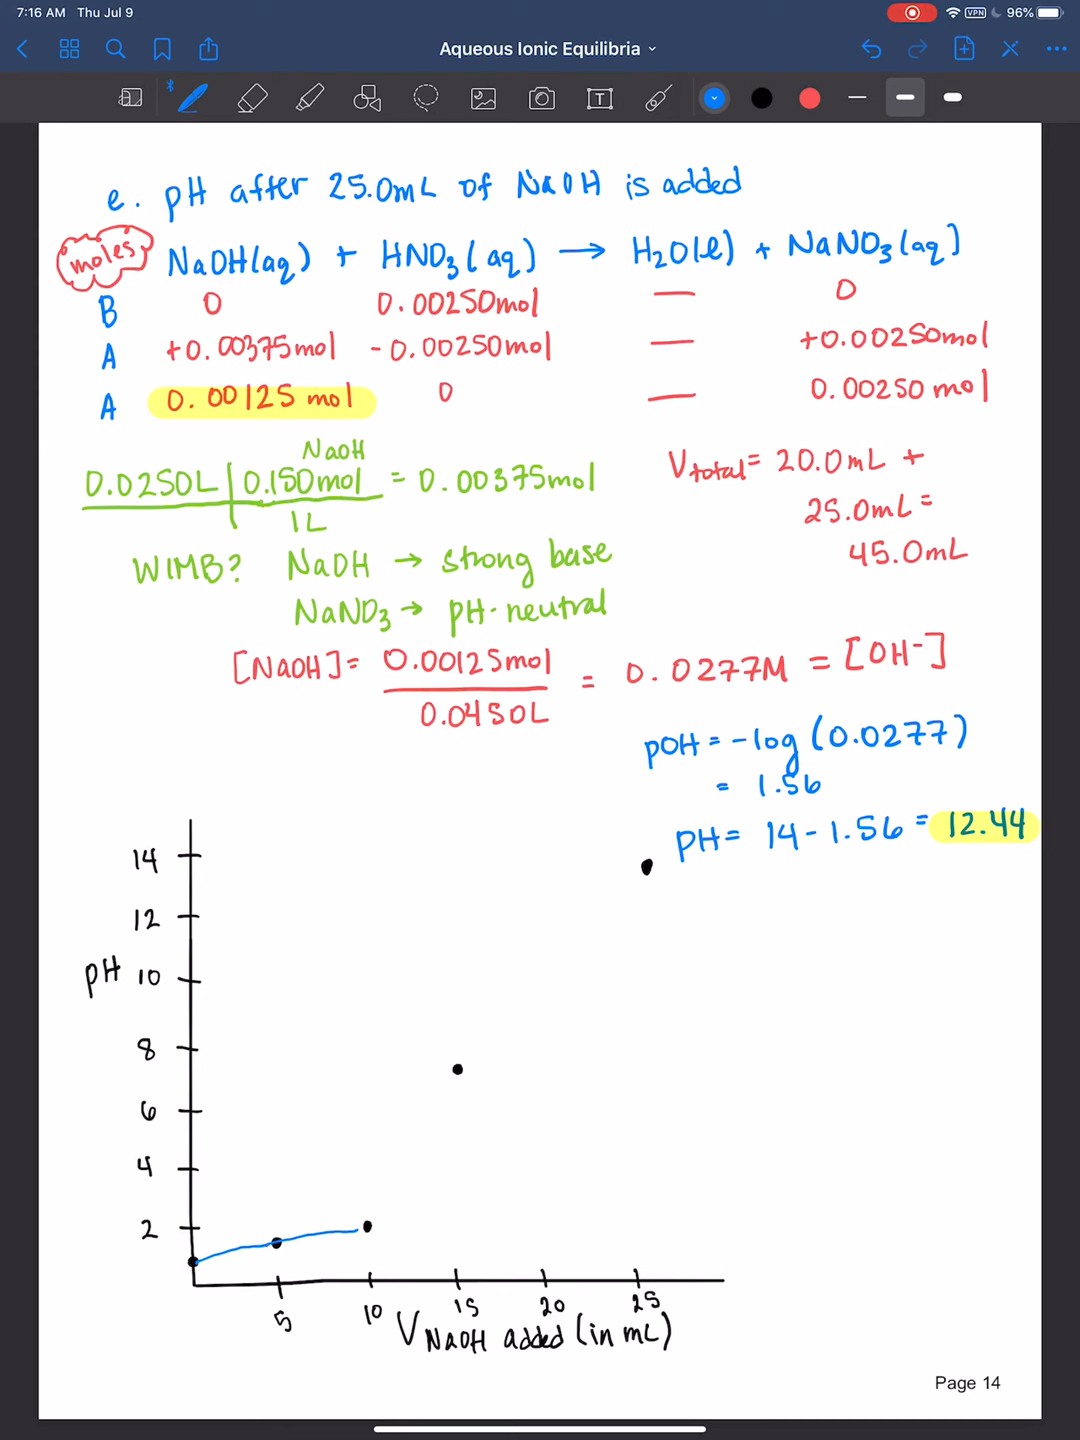 7:16 AM Thu Jul 9
VPN 96%
Aqueous Ionic Equilibria
T
e. pH after 25.0mL of NaOH is added
moles
NaOH(aq) + HNO3(aq) → H2O(l) + NaNO3(aq)
B 0 0.00250mol — 0
A +0.00375mol -0.00250mol — +0.00250mol
A 0.00125 mol 0 — 0.00250 mol
NaOH
0.0250L | 0.150mol = 0.00375mol
1L
Vtotal = 20.0mL +
25.0mL =
45.0mL
WIMB? NaOH → strong base
NaNO3 → pH-neutral
[NaOH] = 0.00125mol = 0.0277M = [OH-]
0.0450L
pOH = -log(0.0277)
= 1.56
pH = 14 - 1.56 = 12.44
14
12
pH 10
8
6
4
2
5 10 15 20 25
VNaOH added (in mL)
Page 14